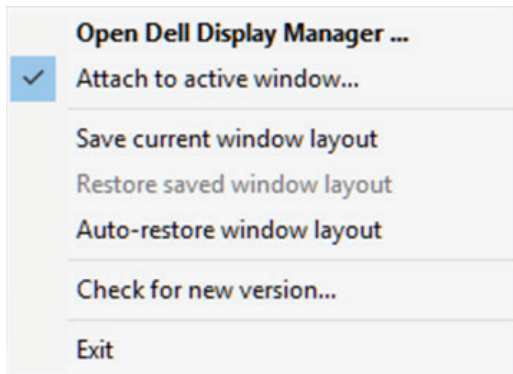 Open Dell Display Manager ...
Attach to active window...
Save current window layout
Restore saved window layout
Auto-restore window layout
Check for new version...
Exit